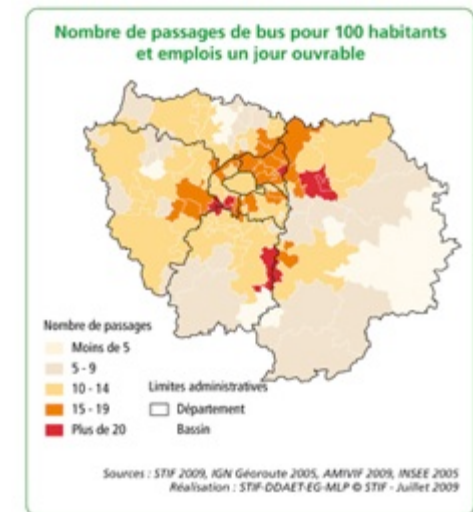 Nombre de passages de bus pour 100 habitants
et emplois un jour ouvrable
Nombre de passages
Moins de 5
5 - 9
10 - 14
15 - 19
Plus de 20
Limites administratives
Département
Bassin
Sources : STIF 2009, IGN Géoroute 2005, AMIVIF 2009, INSEE 2005
Réalisation : STIF-DDAET-EG-MLP © STIF - Juillet 2009